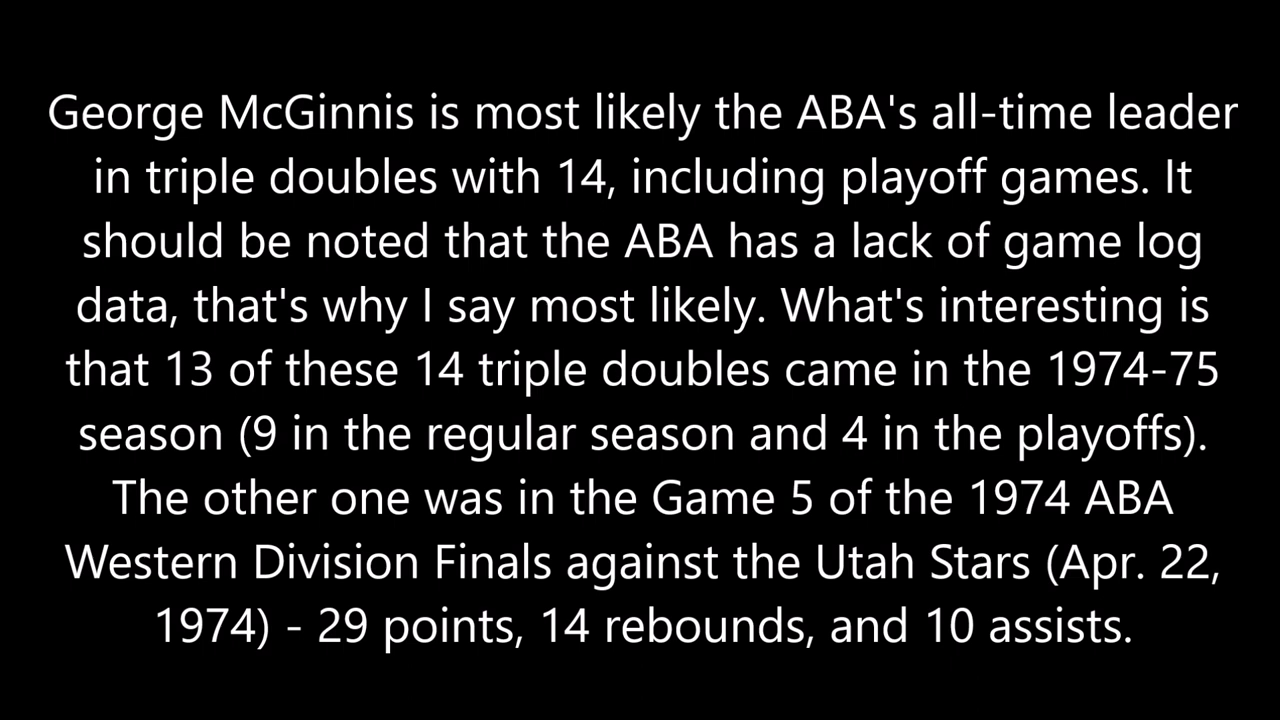 George McGinnis is most likely the ABA's all-time leader
in triple doubles with 14, including playoff games. It
should be noted that the ABA has a lack of game log
data, that's why I say most likely. What's interesting is
that 13 of these 14 triple doubles came in the 1974-75
season (9 in the regular season and 4 in the playoffs).
The other one was in the Game 5 of the 1974 ABA
Western Division Finals against the Utah Stars (Apr. 22,
1974) - 29 points, 14 rebounds, and 10 assists.